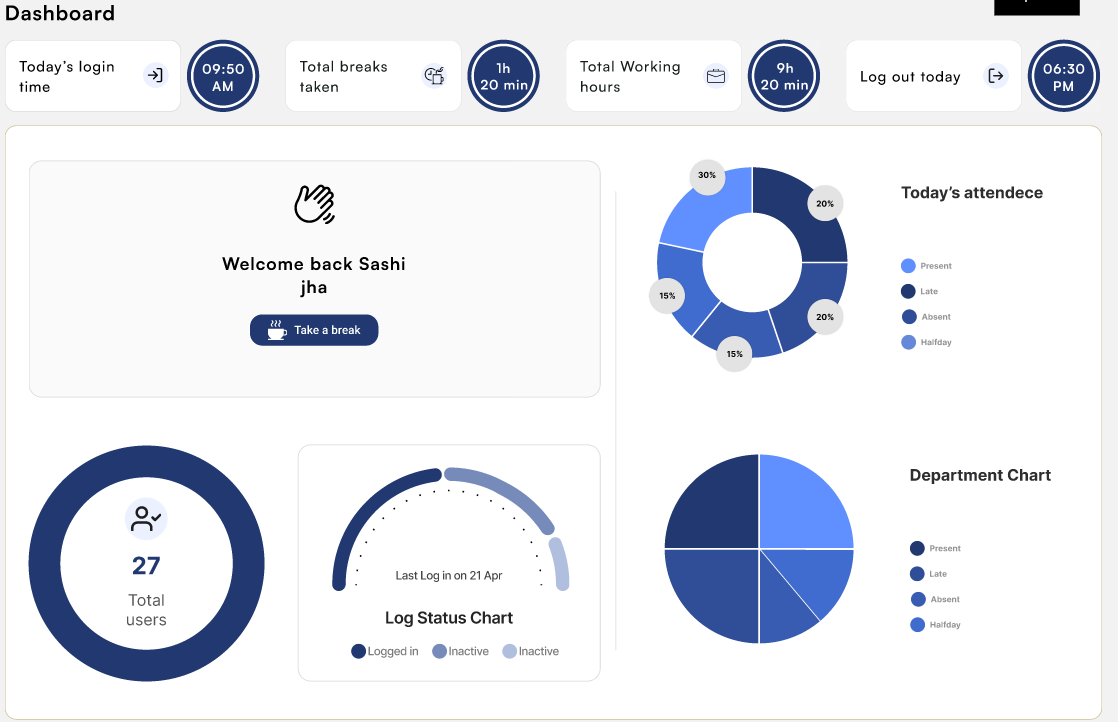 Dashboard
Today's login
time
09:50
AM
Total breaks
taken
1h
20 min
Total Working
hours
9h
20 min
Log out today
06:30
PM
Welcome back Sashi
jha
Take a break
30%
20%
15%
20%
15%
Today's attendece
Present
Late
Absent
Haifday
27
Total
users
Last Log in on 21 Apr
Log Status Chart
Logged in
Inactive
Inactive
Department Chart
Present
Late
Absent
Halfday